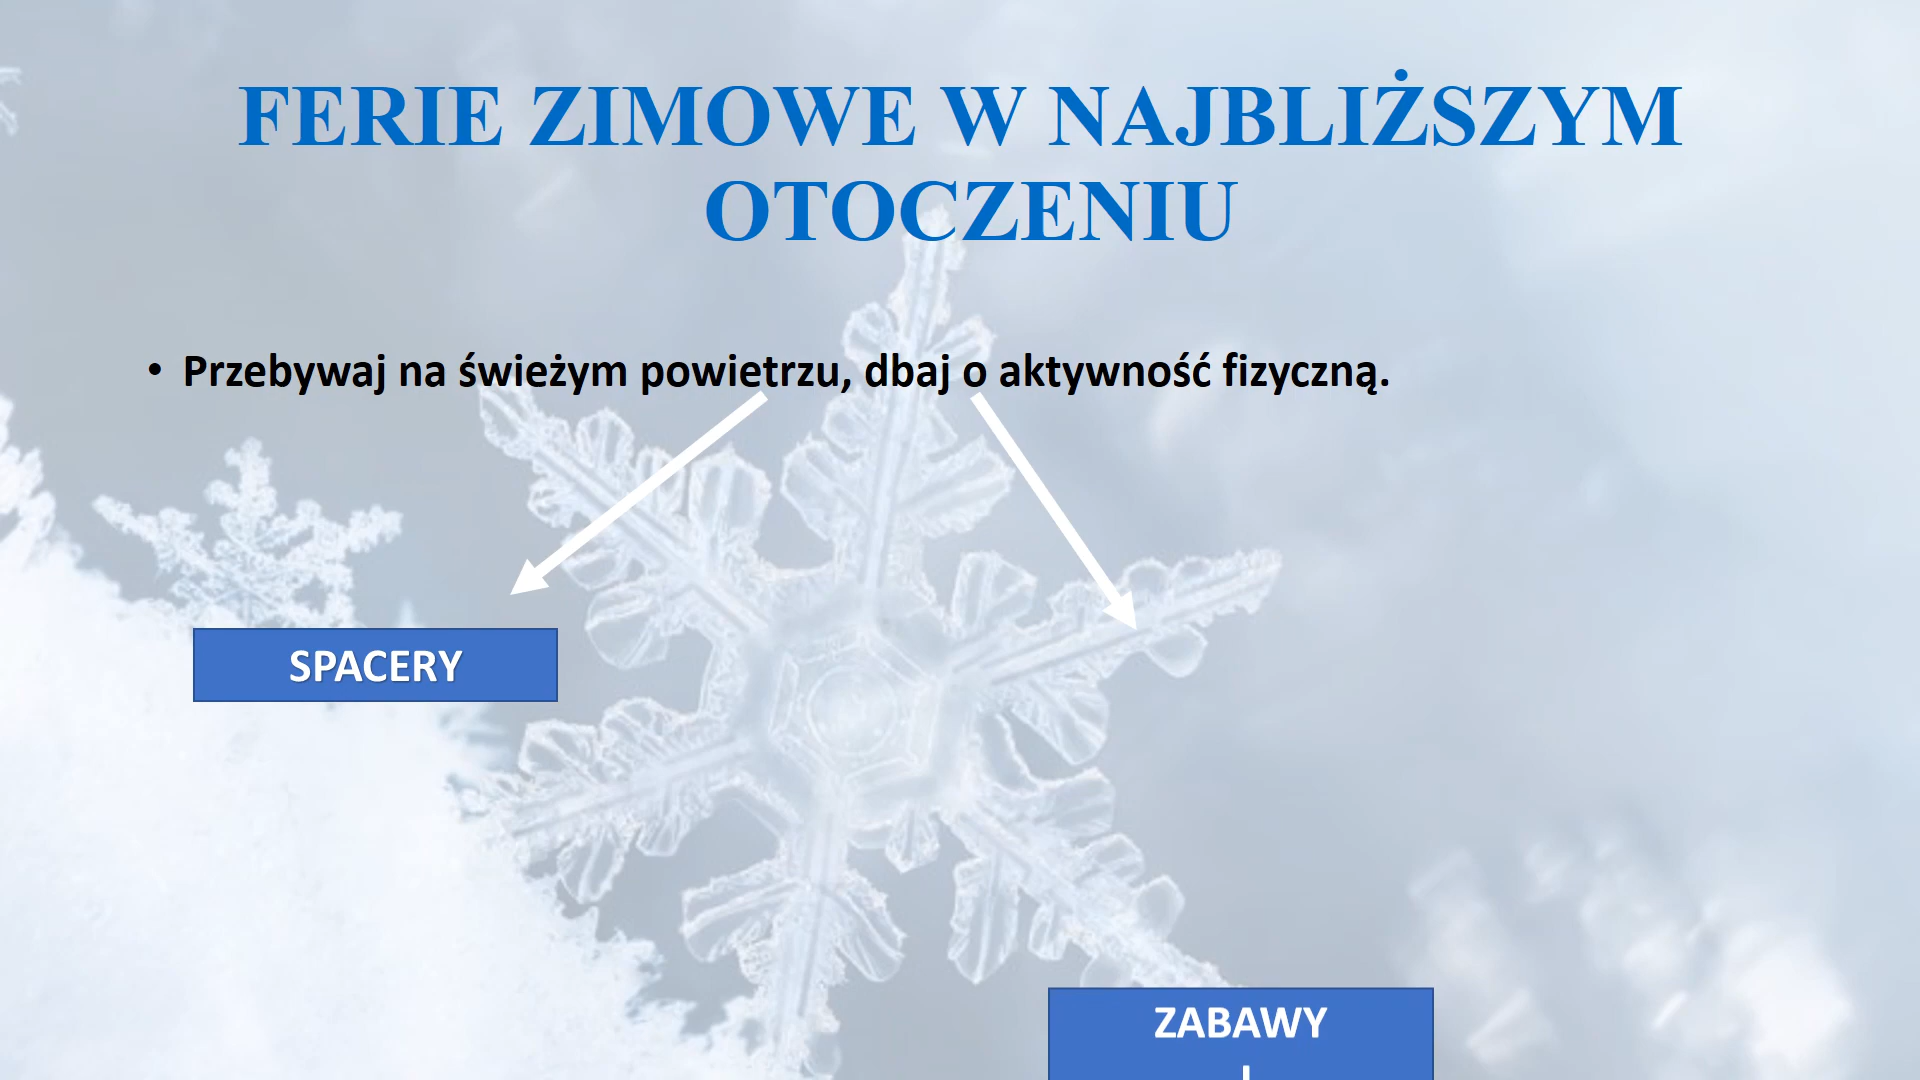 FERIE ZIMOWE W NAJBLIŻSZYM
OTOCZENIU
• Przebywaj na świeżym powietrzu, dbaj o aktywność fizyczną.
SPACERY
ZABAWY